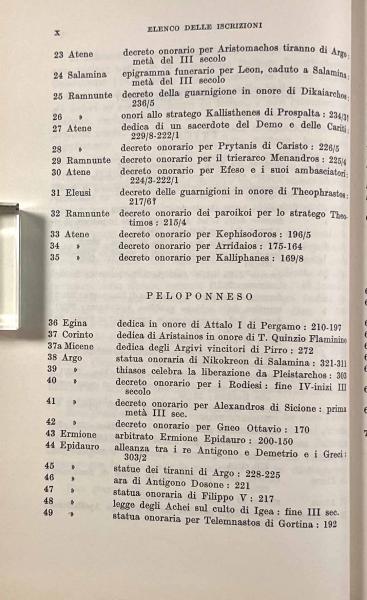 x ELENCO DELLE ISCRIZIONI
23 Atene decreto onorario per Aristomachos tiranno di Argo:
metà del III secolo
24 Salamina epigramma funerario per Leon, caduto a Salamina:
metà del III secolo
25 Ramnunte decreto della guarnigione in onore di Dikaiarchos:
236/5
26 » onori allo stratego Kallisthenes di Prospalta : 234/3?
27 Atene dedica di un sacerdote del Demo e delle Cariti:
229/8-222/1
28 » decreto onorario per Prytanis di Caristo : 226/5
29 Ramnunte decreto onorario per il trierarco Menandros : 225/4
30 Atene decreto onorario per Efeso e i suoi ambasciatori:
224/3-222/1
31 Eleusi decreto delle guarnigioni in onore di Theophrastos:
217/6?
32 Ramnunte decreto onorario dei paroikoi per lo stratego Theo-
timos : 215/4
33 Atene decreto onorario per Kephisodoros : 196/5
34 » decreto onorario per Arridaios : 175-164
35 » decreto onorario per Kalliphanes : 169/8
PELOPONNESO
36 Egina dedica in onore di Attalo I di Pergamo : 210-197
37 Corinto dedica di Aristainos in onore di T. Quinzio Flaminino
37a Micene dedica degli Argivi vincitori di Pirro : 272
38 Argo statua onoraria di Nikokreon di Salamina : 321-311
39 » thiasos celebra la liberazione da Pleistarchos : 303
40 » decreto onorario per i Rodiesi : fine IV-inizi III
secolo
41 » decreto onorario per Alexandros di Sicione : prima
metà III sec.
42 » decreto onorario per Gneo Ottavio : 170
43 Ermione arbitrato Ermione Epidauro : 200-150
44 Epidauro alleanza tra i re Antigono e Demetrio e i Greci:
303/2
45 » statue dei tiranni di Argo : 228-225
46 » ara di Antigono Dosone : 221
47 » statua onoraria di Filippo V : 217
48 » legge degli Achei sul culto di Igea : fine III sec.
49 » statua onoraria per Telemnastos di Gortina : 192